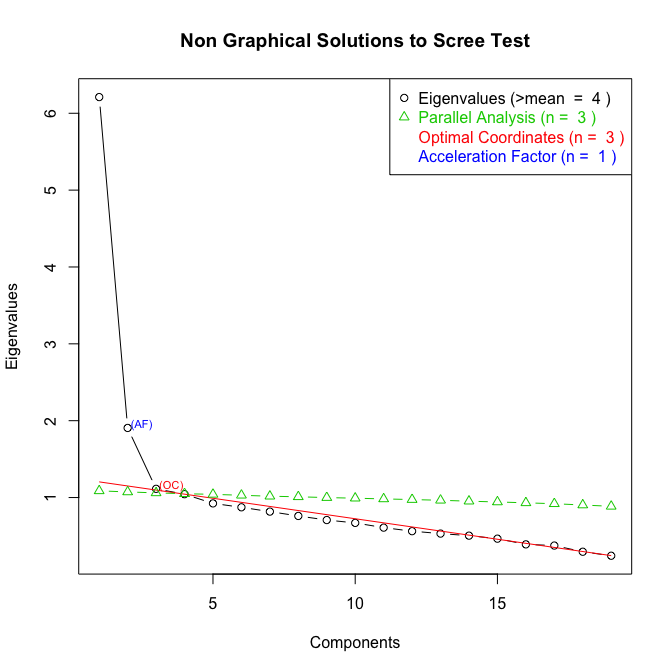 Non Graphical Solutions to Scree Test
Eigenvalues (>mean  =  4 )
Parallel Analysis (n =  3 )
Optimal Coordinates (n =  3 )
Acceleration Factor (n =  1 )
6
5
4
3
2
1
Eigenvalues
(AF)
(OC)
5
10
15
Components